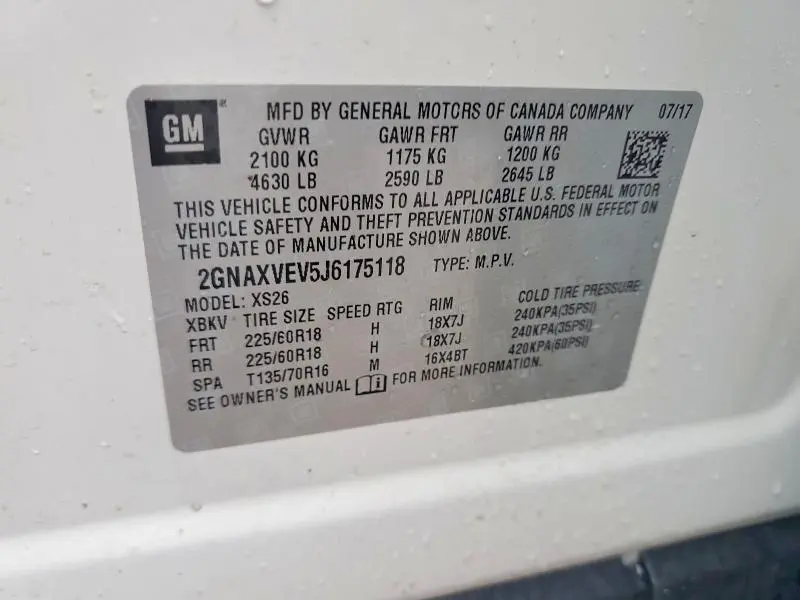 GM
MFD BY GENERAL MOTORS OF CANADA COMPANY 07/17
GVWR GAWR FRT GAWR RR
2100 KG 1175 KG 1200 KG
4630 LB 2590 LB 2645 LB
THIS VEHICLE CONFORMS TO ALL APPLICABLE U.S. FEDERAL MOTOR
VEHICLE SAFETY AND THEFT PREVENTION STANDARDS IN EFFECT ON
THE DATE OF MANUFACTURE SHOWN ABOVE.
2GNAXVEV5J6175118 TYPE: M.P.V.
MODEL: XS26
XBKV TIRE SIZE SPEED RTG RIM COLD TIRE PRESSURE
FRT 225/60R18 H 18X7J 240KPA(35PSI)
RR 225/60R18 H 18X7J 240KPA(35PSI)
SPA T135/70R16 M 16X4BT 420KPA(60PSI)
SEE OWNER'S MANUAL FOR MORE INFORMATION.